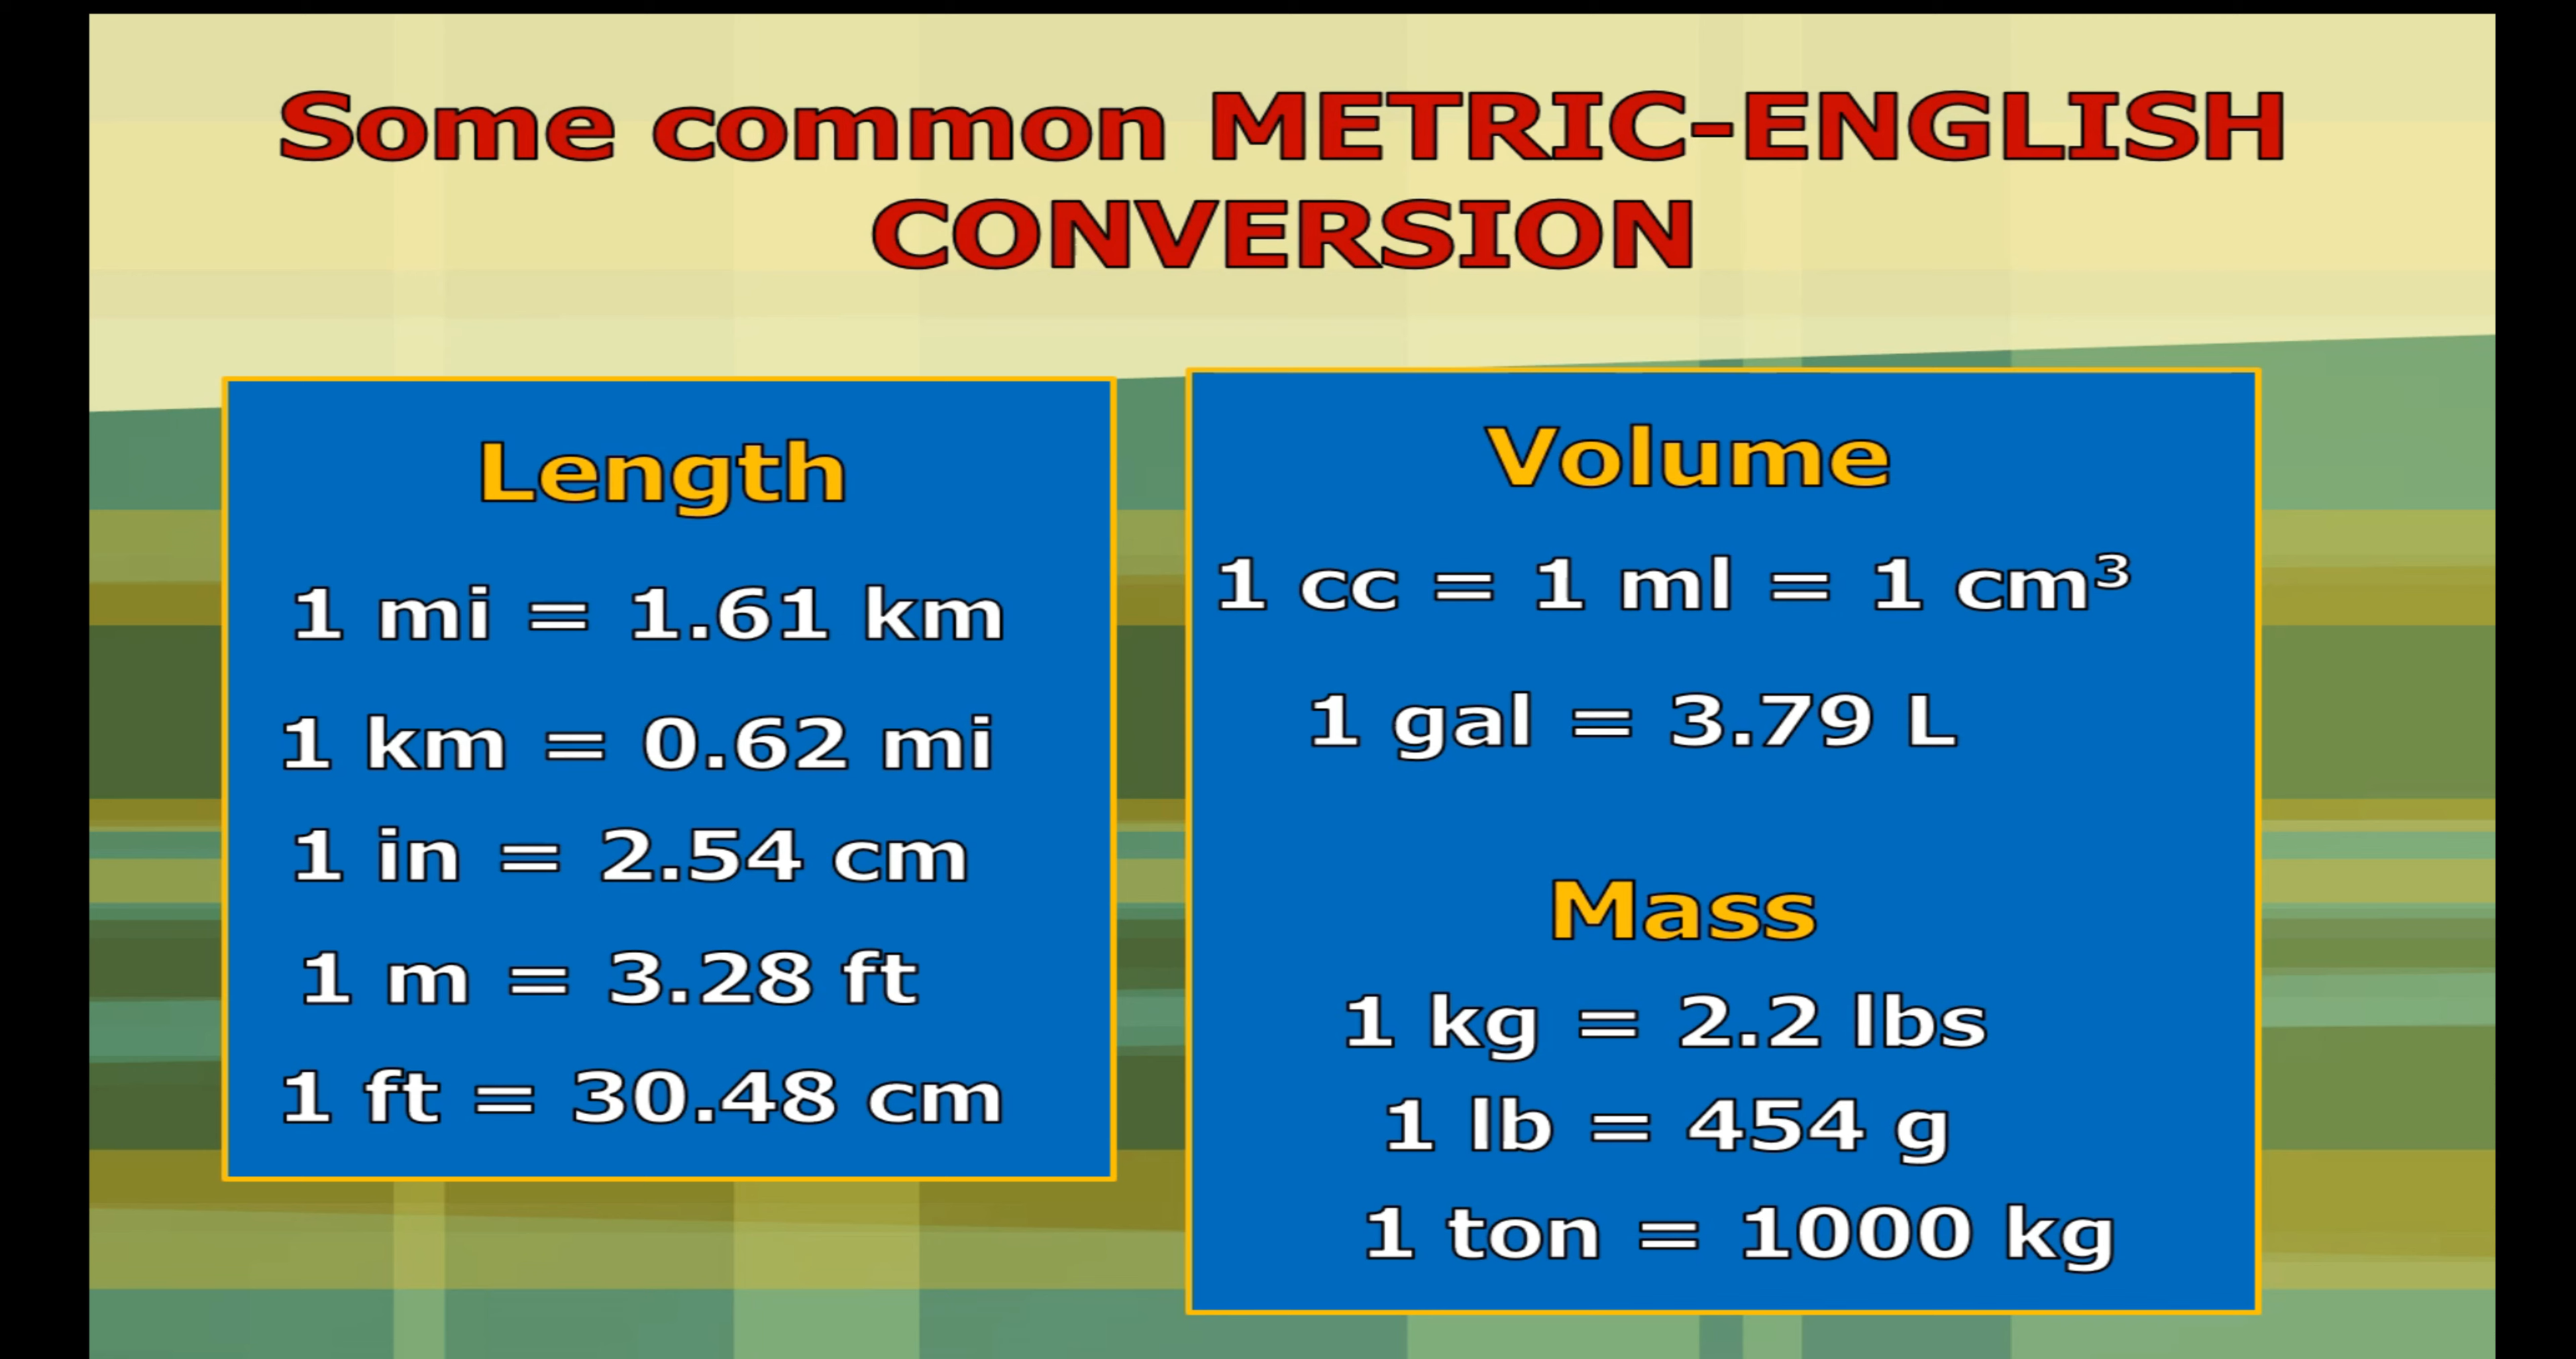 Some common METRIC-ENGLISH
CONVERSION
Length
1 mi = 1.61 km
1 km = 0.62 mi
1 in = 2.54 cm
1 m = 3.28 ft
1 ft = 30.48 cm
Volume
1 cc = 1 ml = 1 cm³
1 gal = 3.79 L
Mass
1 kg = 2.2 lbs
1 lb = 454 g
1 ton = 1000 kg